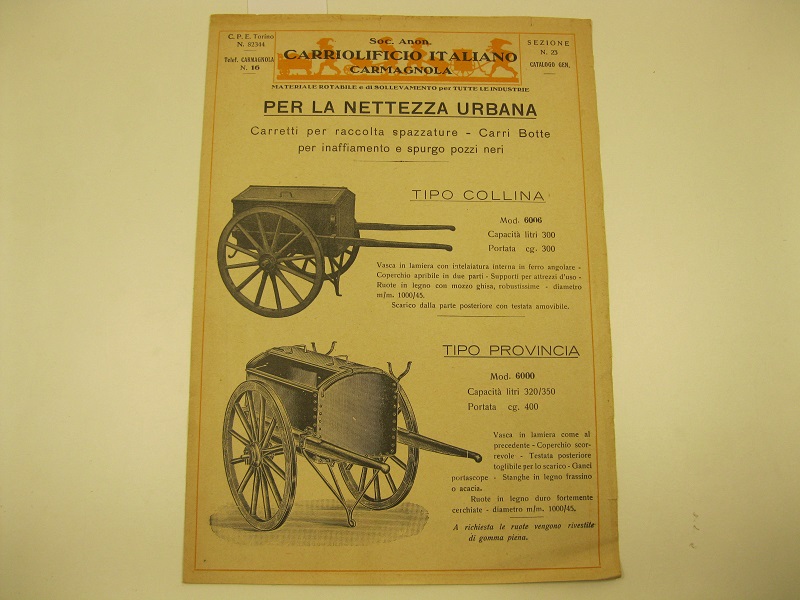 C. P. E. Torino
N. 82344
Telef. CARMAGNOLA
N. 16
Soc. Anon.
CARRIOLIFICIO ITALIANO
CARMAGNOLA
SEZIONE
N. 23
CATALOGO GEN.
MATERIALE ROTABILE e di SOLLEVAMENTO per TUTTE LE INDUSTRIE
PER LA NETTEZZA URBANA
Carretti per raccolta spazzature - Carri Botte
per inaffiamento e spurgo pozzi neri
TIPO COLLINA
Mod. 6006
Capacità litri 300
Portata cg. 300
Vasca in lamiera con intelaiatura interna in ferro angolare -
Coperchio apribile in due parti - Supporti per attrezzi d'uso -
Ruote in legno con mozzo ghisa, robustissime - diametro
m/m. 1000/45.
Scarico dalla parte posteriore con testata amovibile.
TIPO PROVINCIA
Mod. 6000
Capacità litri 320/350
Portata cg. 400
Vasca in lamiera come al
precedente - Coperchio scor-
revole - Testata posteriore
toglibile per lo scarico - Ganci
portascope - Stanghe in legno frassino
o acacia.
Ruote in legno duro fortemente
cerchiate - diametro m/m. 1000/45.
A richiesta le ruote vengono rivestite
di gomma piena.